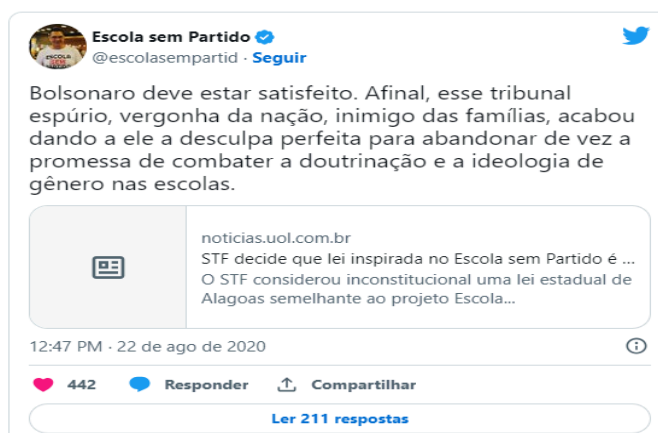 Escola sem Partido
@escolasempartid · Seguir
Bolsonaro deve estar satisfeito. Afinal, esse tribunal
espúrio, vergonha da nação, inimigo das famílias, acabou
dando a ele a desculpa perfeita para abandonar de vez a
promessa de combater a doutrinação e a ideologia de
gênero nas escolas.
noticias.uol.com.br
STF decide que lei inspirada no Escola sem Partido é ...
O STF considerou inconstitucional uma lei estadual de
Alagoas semelhante ao projeto Escola...
12:47 PM · 22 de ago de 2020
442 Responder Compartilhar
Ler 211 respostas